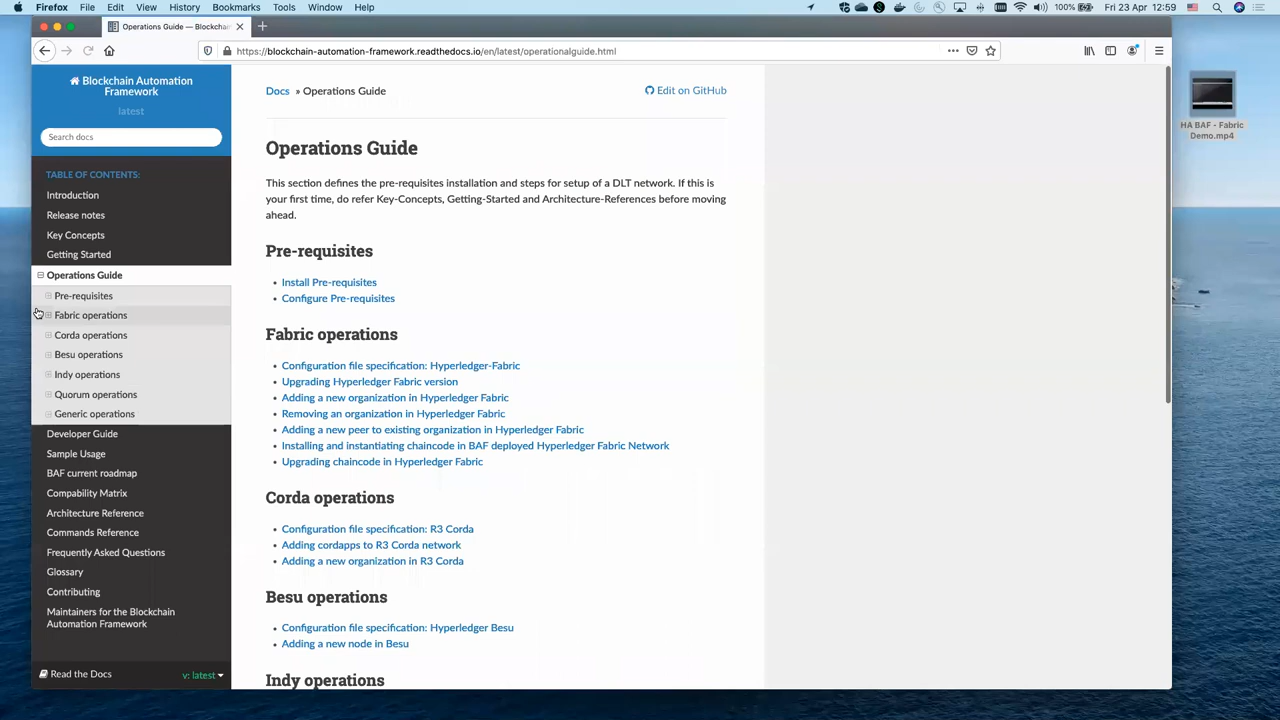 Firefox File Edit View History Bookmarks Tools Window Help
100% Fri 23 Apr 12:59
Operations Guide — Blockchain
https://blockchain-automation-framework.readthedocs.io/en/latest/operationalguide.html
Blockchain Automation
Framework
latest
Search docs
TABLE OF CONTENTS:
Introduction
Release notes
Key Concepts
Getting Started
Operations Guide
Pre-requisites
Fabric operations
Corda operations
Besu operations
Indy operations
Quorum operations
Generic operations
Developer Guide
Sample Usage
BAF current roadmap
Compability Matrix
Architecture Reference
Commands Reference
Frequently Asked Questions
Glossary
Contributing
Maintainers for the Blockchain
Automation Framework
Read the Docs
v: latest
Docs » Operations Guide
Edit on GitHub
Operations Guide
This section defines the pre-requisites installation and steps for setup of a DLT network. If this is
your first time, do refer Key-Concepts, Getting-Started and Architecture-References before moving
ahead.
Pre-requisites
• Install Pre-requisites
• Configure Pre-requisites
Fabric operations
• Configuration file specification: Hyperledger-Fabric
• Upgrading Hyperledger Fabric version
• Adding a new organization in Hyperledger Fabric
• Removing an organization in Hyperledger Fabric
• Adding a new peer to existing organization in Hyperledger Fabric
• Installing and instantiating chaincode in BAF deployed Hyperledger Fabric Network
• Upgrading chaincode in Hyperledger Fabric
Corda operations
• Configuration file specification: R3 Corda
• Adding cordapps to R3 Corda network
• Adding a new organization in R3 Corda
Besu operations
• Configuration file specification: Hyperledger Besu
• Adding a new node in Besu
Indy operations
HA BAF - Fabric
Demo.mp4